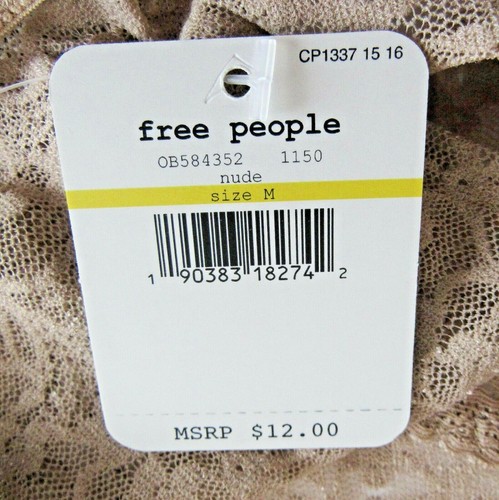 CP1337 15 16
free people
OB584352 1150
nude
size M
1 90383 18274 2
MSRP $12.00